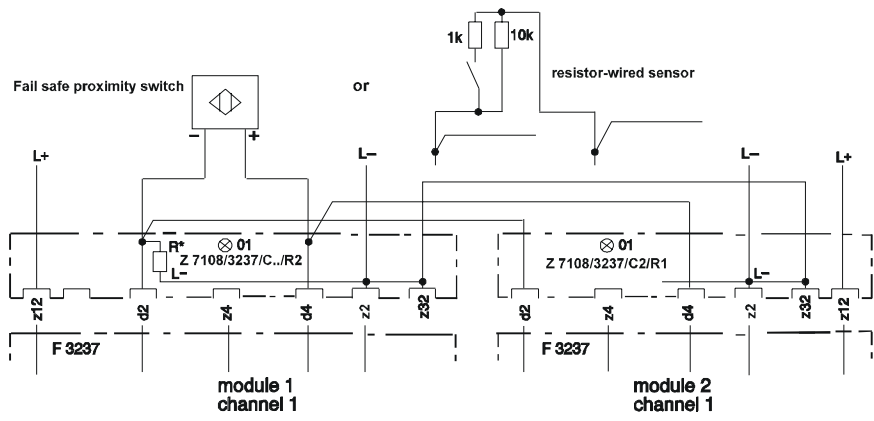 1k
10k
Fail safe proximity switch
or
resistor-wired sensor
–
+
L+
L–
L–
L+
R*
01
Z 7108/3237/C../R2
L–
01
Z 7108/3237/C2/R1
L–
z12
d2
z4
d4
z2
z32
d2
z4
d4
z2
z32
z12
F 3237
F 3237
module 1
channel 1
module 2
channel 1